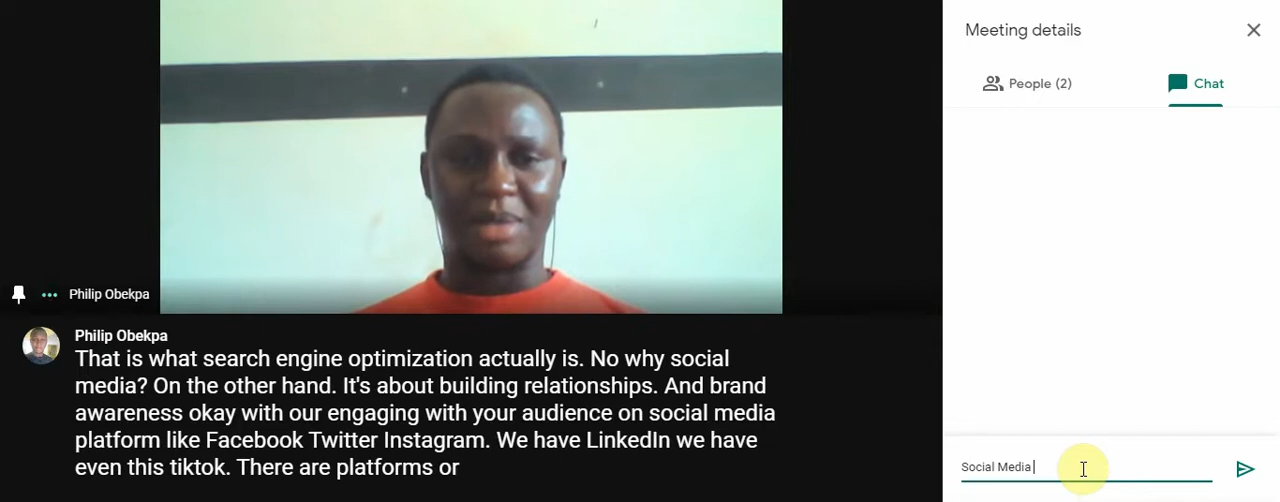 Meeting details
People (2)
Chat
Philip Obekpa
Philip Obekpa
That is what search engine optimization actually is. No why social
media? On the other hand. It's about building relationships. And brand
awareness okay with our engaging with your audience on social media
platform like Facebook Twitter Instagram. We have LinkedIn we have
even this tiktok. There are platforms or
Social Media